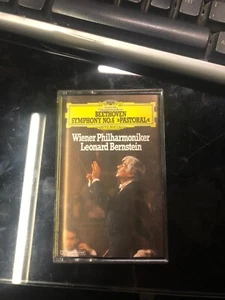 BEETHOVEN
SYMPHONY NO.6 »PASTORAL«
Wiener Philharmoniker
Leonard Bernstein